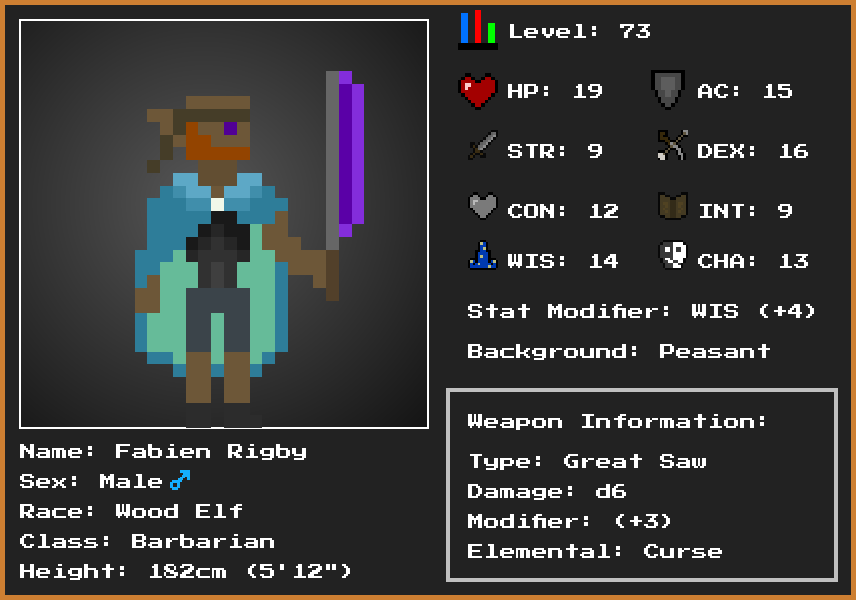 Level: 73
HP: 19
AC: 15
STR: 9
DEX: 16
CON: 12
INT: 9
WIS: 14
CHA: 13
Stat Modifier: WIS (+4)
Background: Peasant
Weapon Information:
Type: Great Saw
Damage: d6
Modifier: (+3)
Elemental: Curse
Name: Fabien Rigby
Sex: Male ♂
Race: Wood Elf
Class: Barbarian
Height: 182cm (5'12")